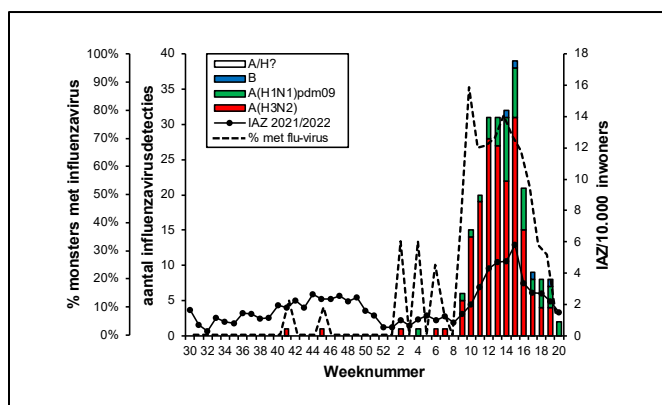 % monsters met influenzavirus
100%
90%
80%
70%
60%
50%
40%
30%
20%
10%
0%
aantal influenzavirusdetecties
40
35
30
25
20
15
10
5
0
A/H?
B
A(H1N1)pdm09
A(H3N2)
IAZ 2021/2022
% met flu-virus
18
16
14
12
10
8
6
4
2
0
IAZ/10.000 inwoners
30 32 34 36 38 40 42 44 46 48 50 52 2 4 6 8 10 12 14 16 18 20
Weeknummer